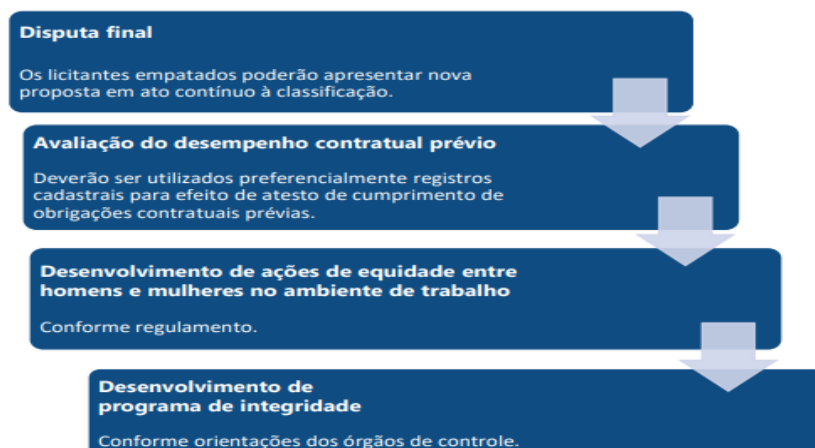 Disputa final
Os licitantes empatados poderão apresentar nova
proposta em ato contínuo à classificação.
Avaliação do desempenho contratual prévio
Deverão ser utilizados preferencialmente registros
cadastrais para efeito de atesto de cumprimento de
obrigações contratuais prévias.
Desenvolvimento de ações de equidade entre
homens e mulheres no ambiente de trabalho
Conforme regulamento.
Desenvolvimento de
programa de integridade
Conforme orientações dos órgãos de controle.